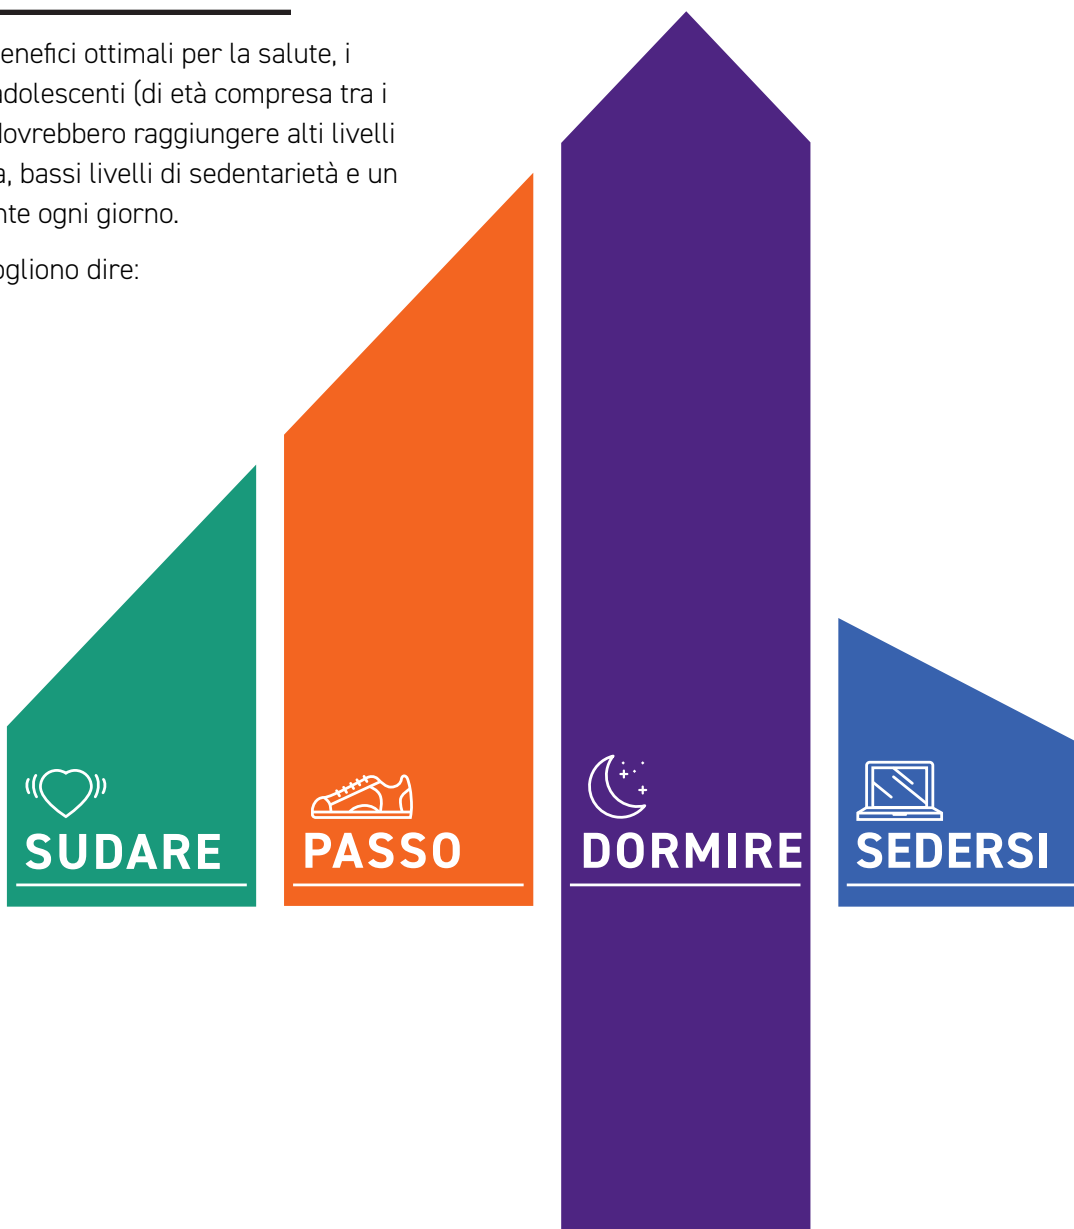 enefici ottimali per la salute, i
adolescenti (di età compresa tra i
dovrebbero raggiungere alti livelli
a, bassi livelli di sedentarietà e un
nte ogni giorno.
ogliono dire:
SUDARE
PASSO
DORMIRE
SEDERSI